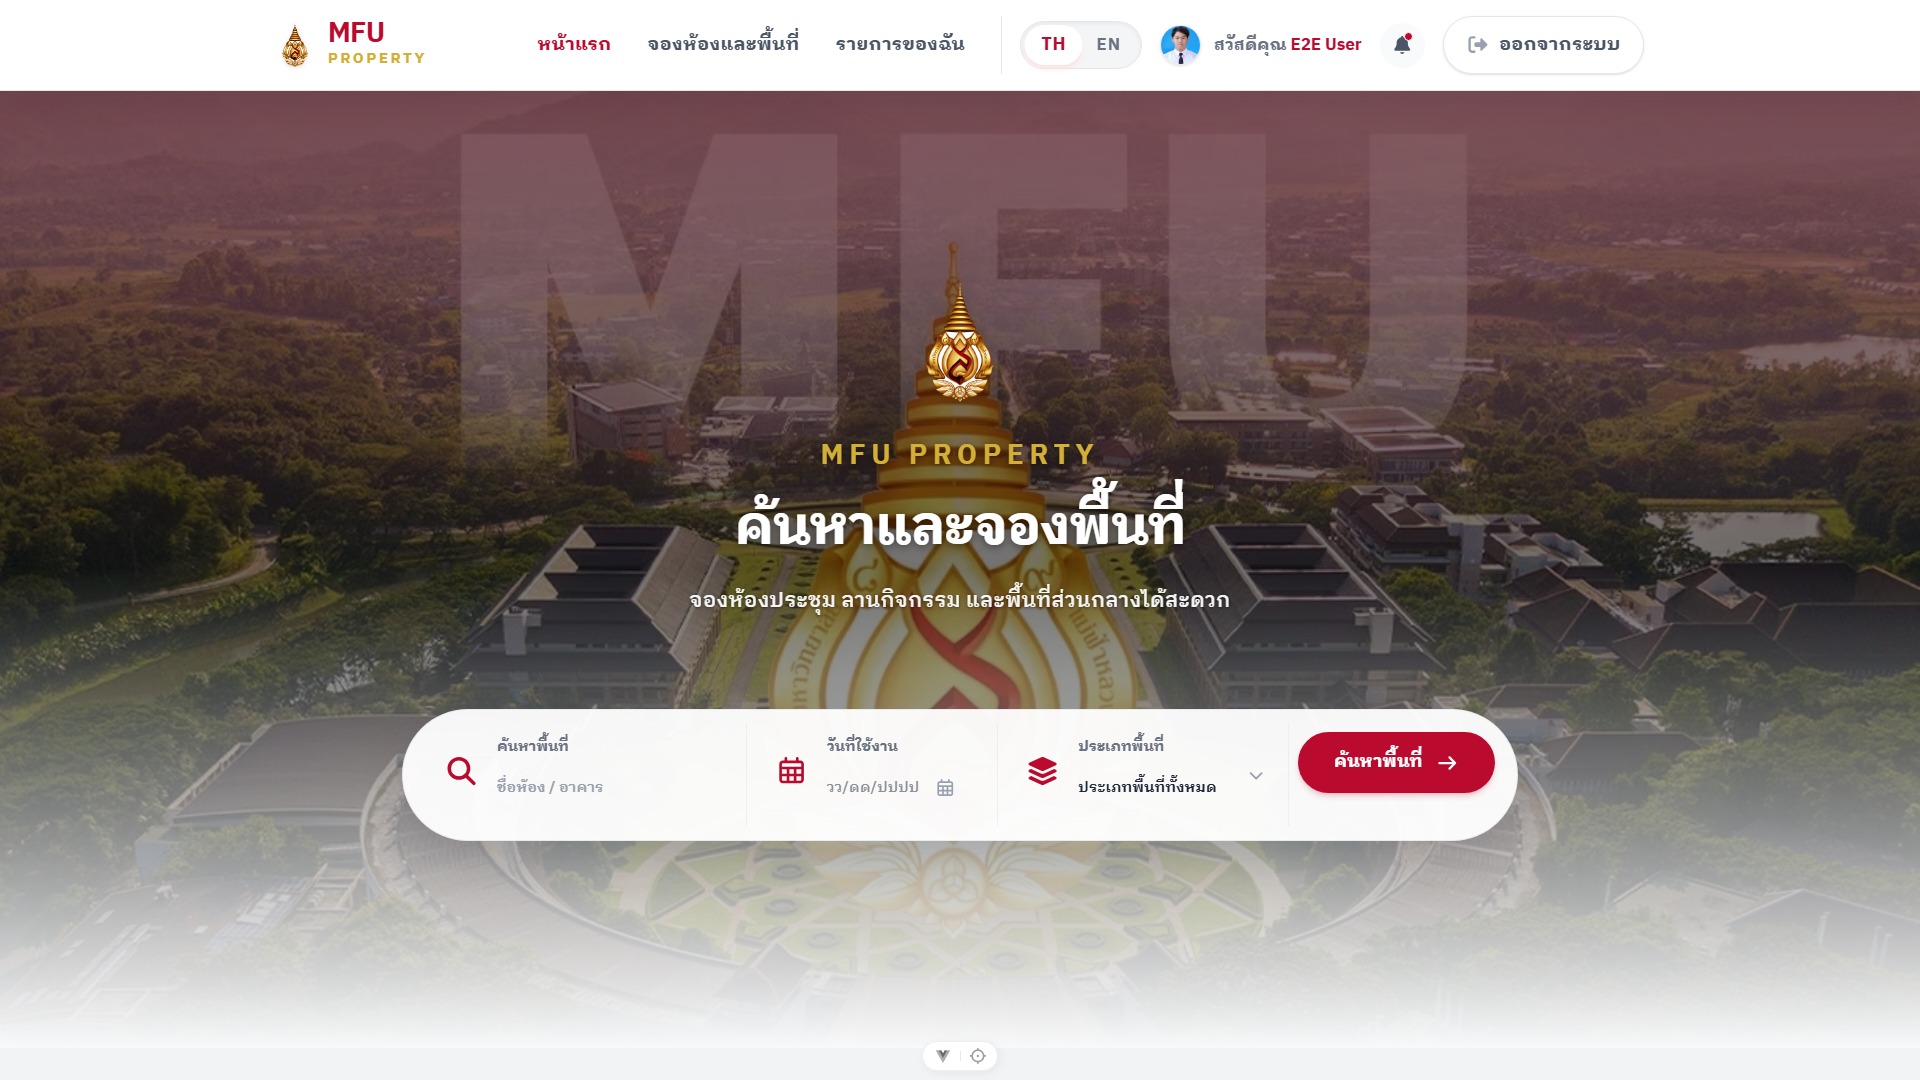 MFU
PROPERTY
หน้าแรก
จองห้องและพื้นที่
รายการของฉัน
TH
EN
สวัสดีคุณ E2E User
ออกจากระบบ
MFU
MFU PROPERTY
ค้นหาและจองพื้นที่
จองห้องประชุม ลานกิจกรรม และพื้นที่ส่วนกลางได้สะดวก
ค้นหาพื้นที่
ชื่อห้อง / อาคาร
วันที่ใช้งาน
วว/ดด/ปปปป
ประเภทพื้นที่
ประเภทพื้นที่ทั้งหมด
ค้นหาพื้นที่